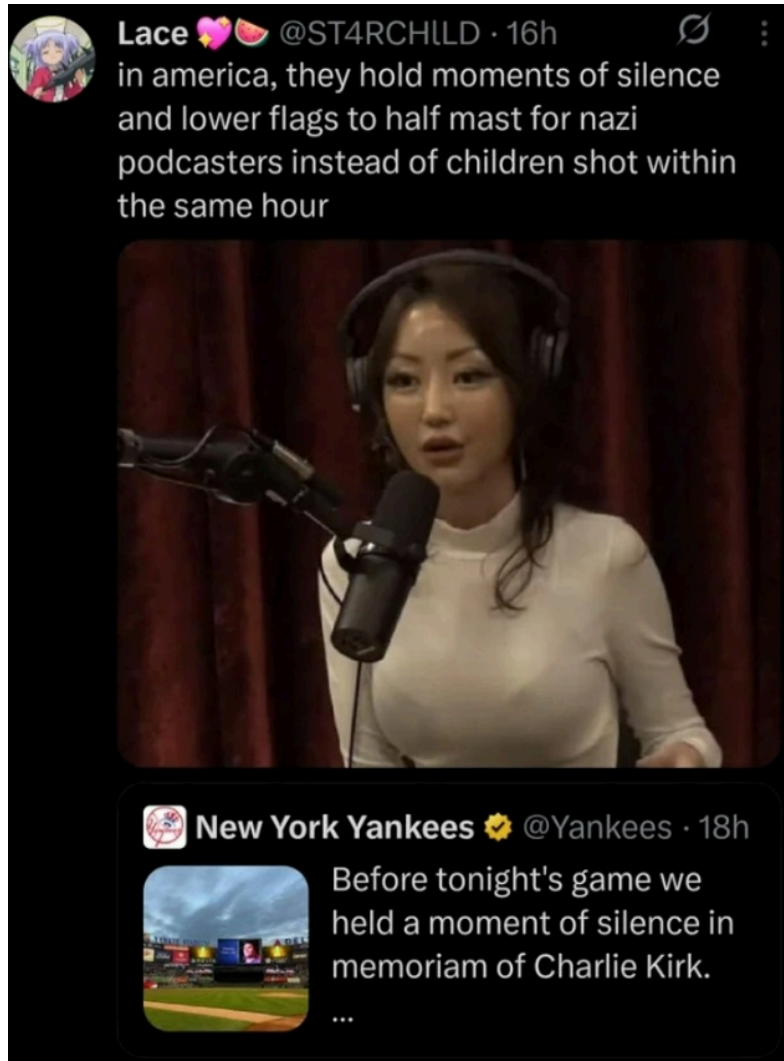 Lace 💖🍉 @ST4RCHlLD · 16h
in america, they hold moments of silence
and lower flags to half mast for nazi
podcasters instead of children shot within
the same hour
New York Yankees @Yankees · 18h
Before tonight's game we
held a moment of silence in
memoriam of Charlie Kirk.
...